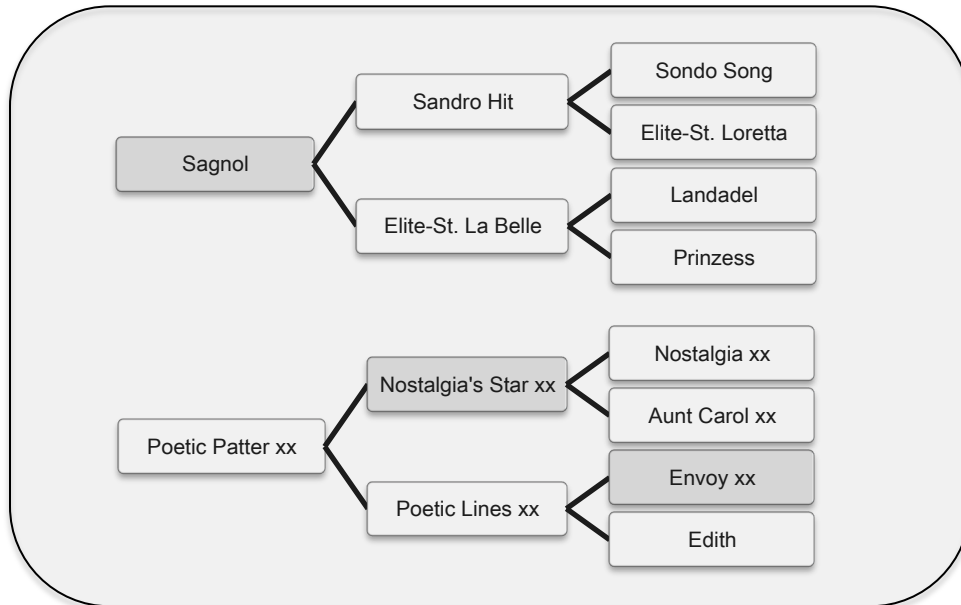 Sondo Song
Sandro Hit
Elite-St. Loretta
Sagnol
Landadel
Elite-St. La Belle
Prinzess
Nostalgia xx
Nostalgia's Star xx
Aunt Carol xx
Poetic Patter xx
Envoy xx
Poetic Lines xx
Edith